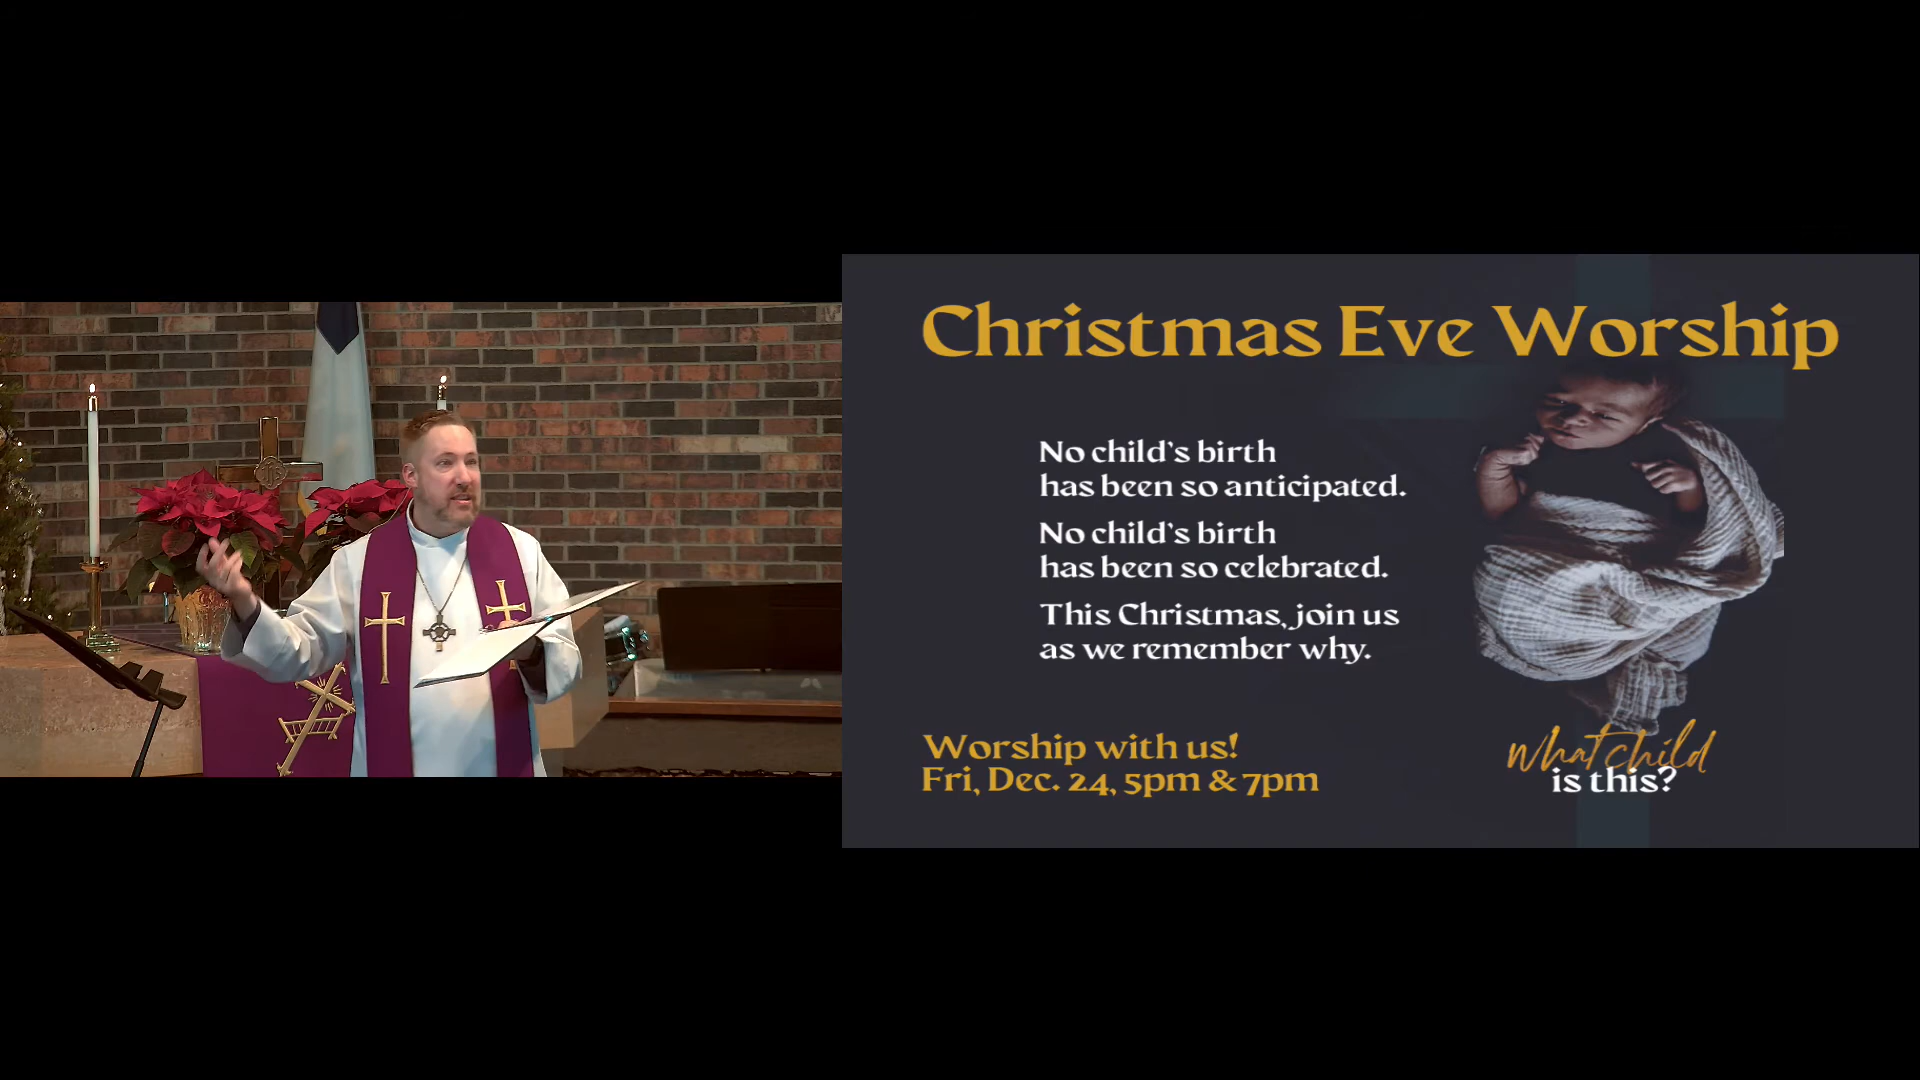 Christmas Eve Worship
No child's birth
has been so anticipated.
No child's birth
has been so celebrated.
This Christmas, join us
as we remember why.
Worship with us!
Fri, Dec. 24, 5pm & 7pm
What child
is this?